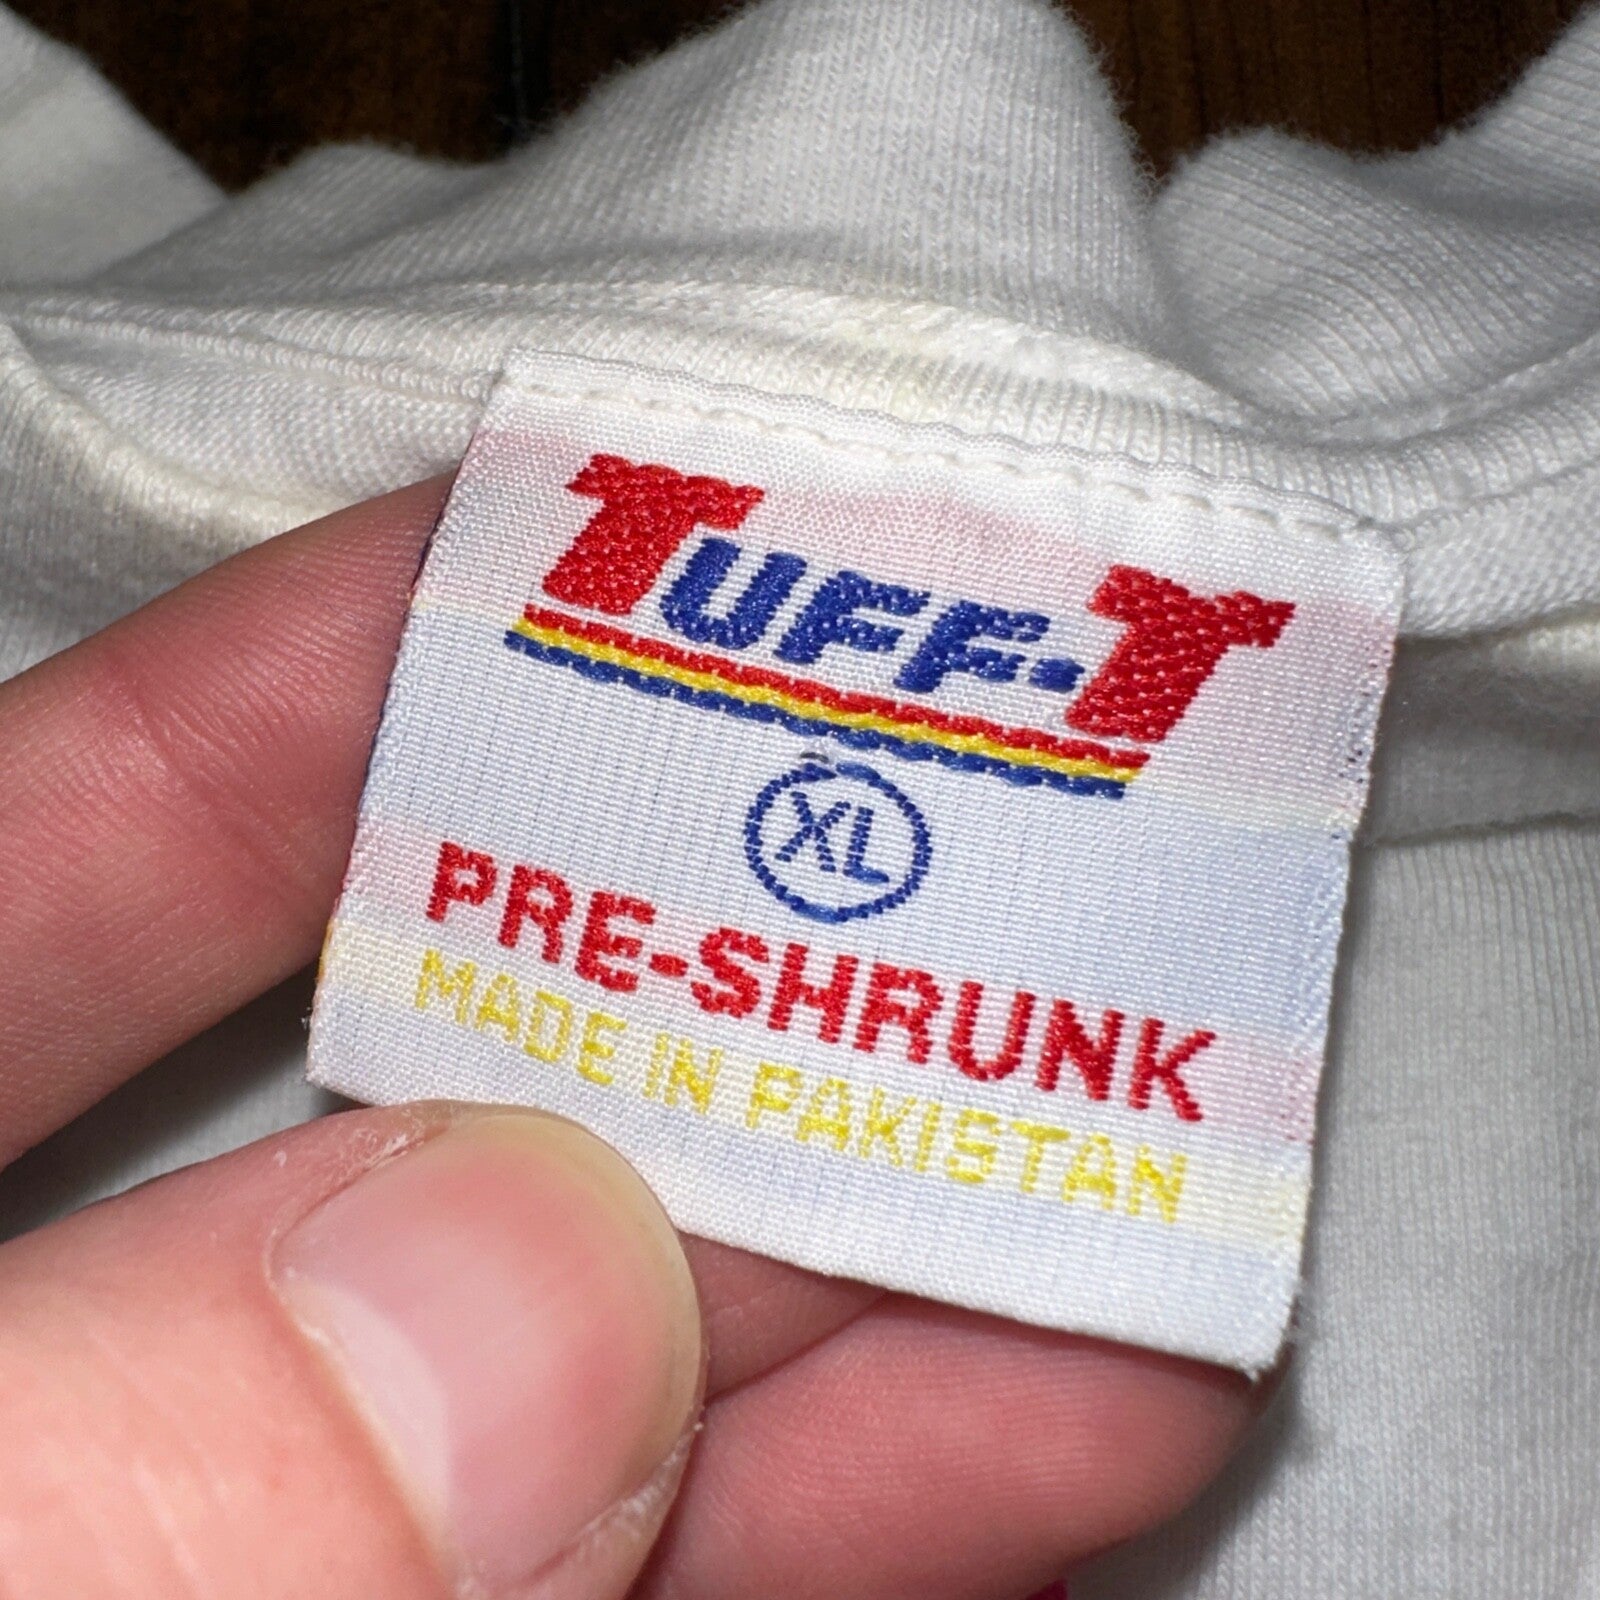 TUFF-T
XL
PRE-SHRUNK
MADE IN PAKISTAN